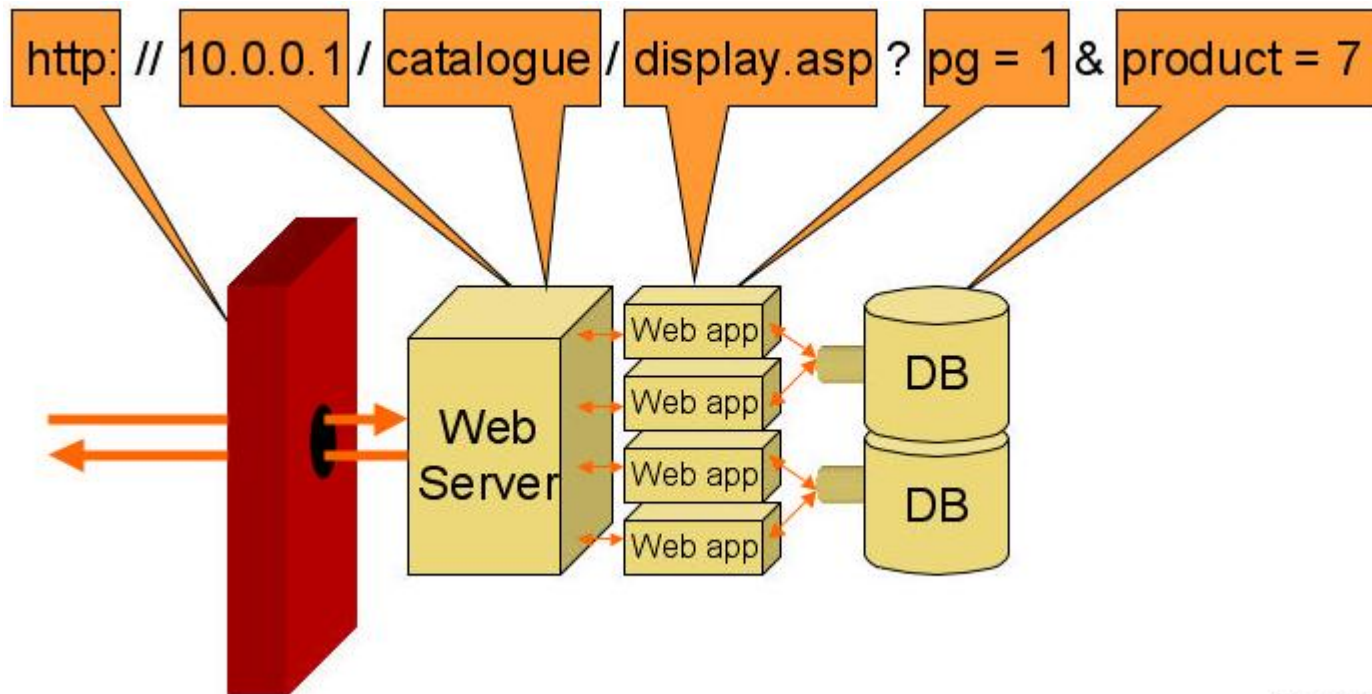 http: // 10.0.0.1 / catalogue / display.asp ? pg = 1 & product = 7
Web app
Web app
Web app
Web app
Web
Server
DB
DB